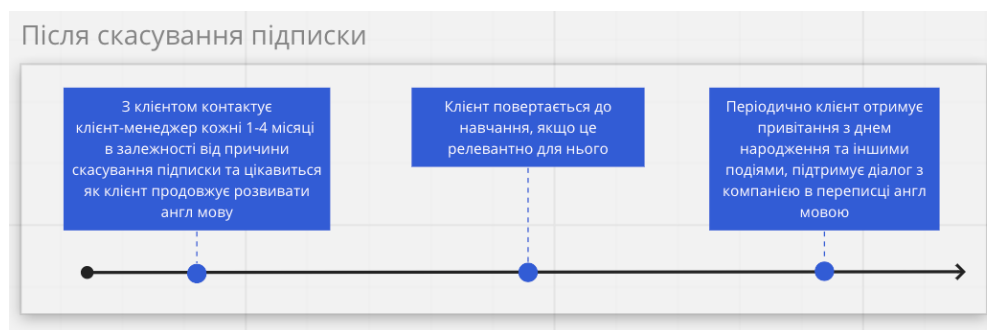 Після скасування підписки
З клієнтом контактує
клієнт-менеджер кожні 1-4 місяці
в залежності від причини
скасування підписки та цікавиться
як клієнт продовжує розвивати
англ мову
Клієнт повертається до
навчання, якщо це
релевантно для нього
Періодично клієнт отримує
привітання з днем
народження та іншими
подіями, підтримує діалог з
компанією в переписці англ
мовою